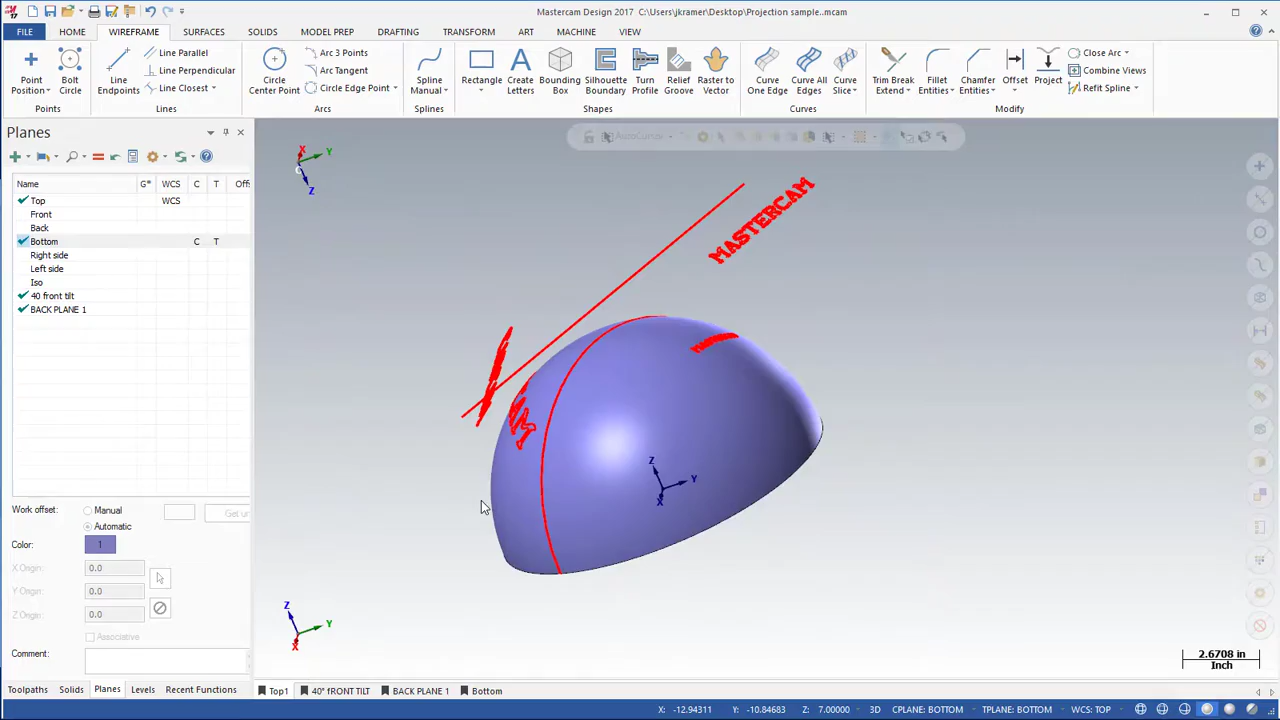 Mastercam Design 2017 C:\Users\jkramer\Desktop\Projection sample..mcam
FILE HOME WIREFRAME SURFACES SOLIDS MODEL PREP DRAFTING TRANSFORM ART MACHINE VIEW
Point Position
Bolt Circle
Points
Line Endpoints
Line Parallel
Line Perpendicular
Line Closest
Lines
Circle Center Point
Arc 3 Points
Arc Tangent
Circle Edge Point
Arcs
Spline Manual
Splines
Rectangle
Create Letters
Bounding Box
Silhouette Boundary
Turn Profile
Relief Groove
Raster to Vector
Shapes
Curve One Edge
Curve All Edges
Curve Slice
Curves
Trim Break Extend
Fillet Entities
Chamfer Entities
Offset
Project
Close Arc
Combine Views
Refit Spline
Modify
Planes
Name G* WCS C T Offs
Top WCS
Front
Back
Bottom C T
Right side
Left side
Iso
40 front tilt
BACK PLANE 1
Work offset: Manual Get un
Automatic
Color: 1
X Origin: 0.0
Y Origin: 0.0
Z Origin: 0.0
Associative
Comment:
Toolpaths Solids Planes Levels Recent Functions
AutoCursor
X Y
Z
MASTERCAM
Z Y
X
Z Y
X
2.6708 in
Inch
Top1 40° fRONT TILT BACK PLANE 1 Bottom
X: -12.94311 Y: -10.84683 Z: 7.00000 3D CPLANE: BOTTOM TPLANE: BOTTOM WCS: TOP